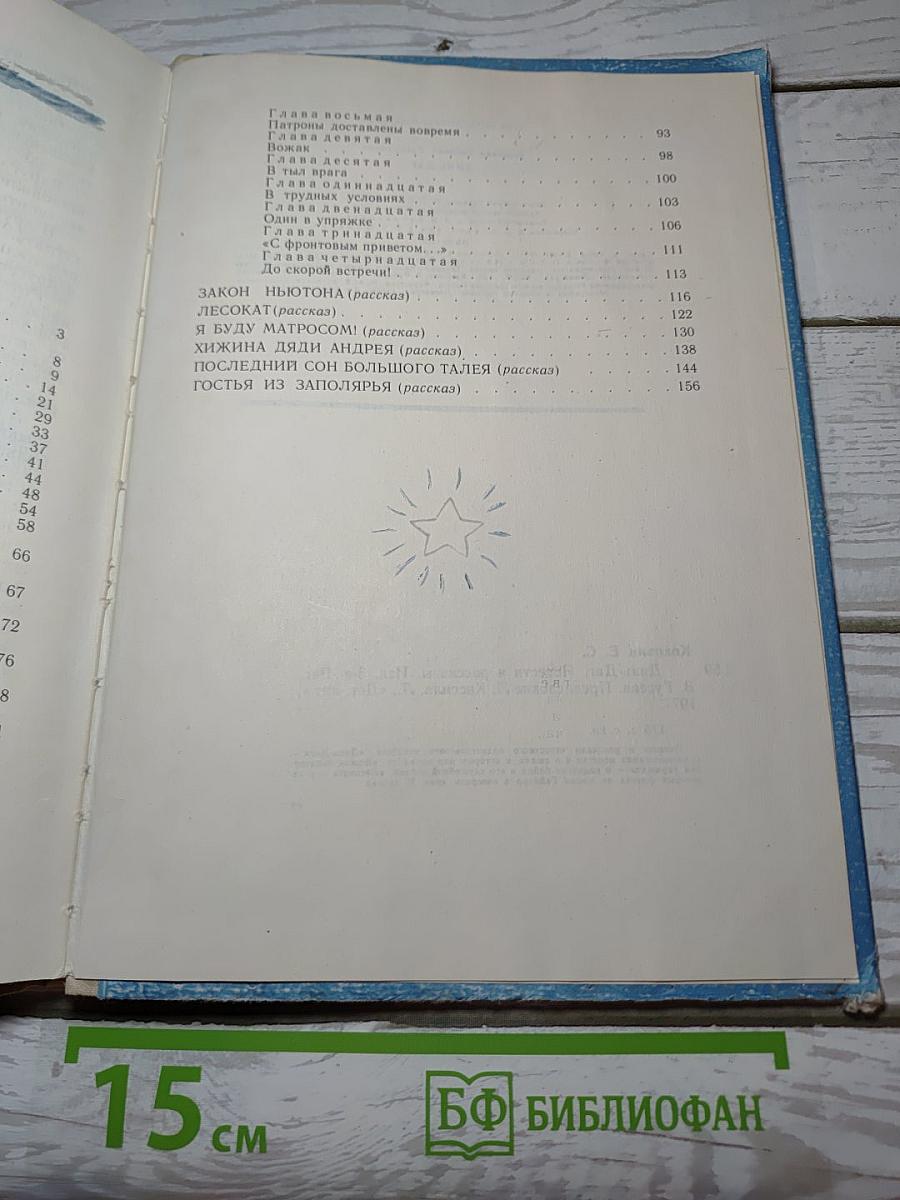 3
8
9
14
21
29
33
37
41
44
48
54
58
66
67
72
76
8
Глава восьмая
Патроны доставлены вовремя . . . . . . . . . . . 93
Глава девятая
Вожак . . . . . . . . . . . . . . . . . 98
Глава десятая
В тыл врага . . . . . . . . . . . . . . . 100
Глава одиннадцатая
В трудных условиях . . . . . . . . . . . . . 103
Глава двенадцатая
Один в упряжке . . . . . . . . . . . . . . 106
Глава тринадцатая
«С фронтовым приветом...» . . . . . . . . . . . 111
Глава четырнадцатая
До скорой встречи! . . . . . . . . . . . . . 113
ЗАКОН НЬЮТОНА (рассказ) . . . . . . . . . . . . 116
ЛЕСОКАТ (рассказ) . . . . . . . . . . . . . . 122
Я БУДУ МАТРОСОМ! (рассказ) . . . . . . . . . . . 130
ХИЖИНА ДЯДИ АНДРЕЯ (рассказ) . . . . . . . . . . 138
ПОСЛЕДНИЙ СОН БОЛЬШОГО ТАЛЕЯ (рассказ) . . . . . 144
ГОСТЬЯ ИЗ ЗАПОЛЯРЬЯ (рассказ) . . . . . . . . . . 156
15 см
БФ БИБЛИОФАН